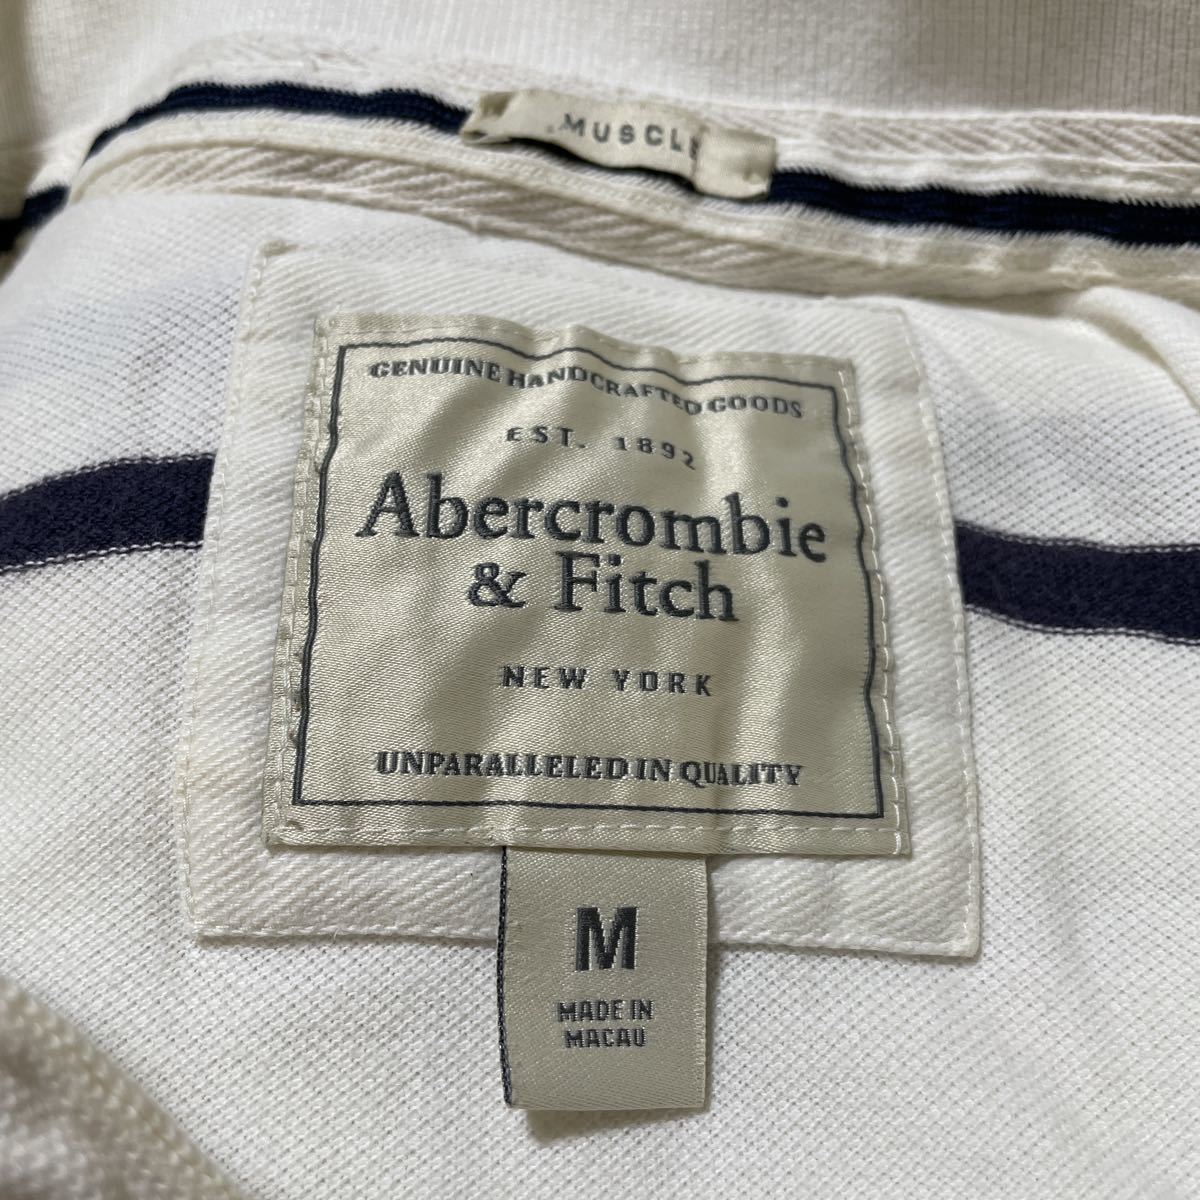 MUSCLE
GENUINE HANDCRAFTED GOODS
EST. 1892
Abercrombie
& Fitch
NEW YORK
UNPARALLELED IN QUALITY
M
MADE IN
MACAU